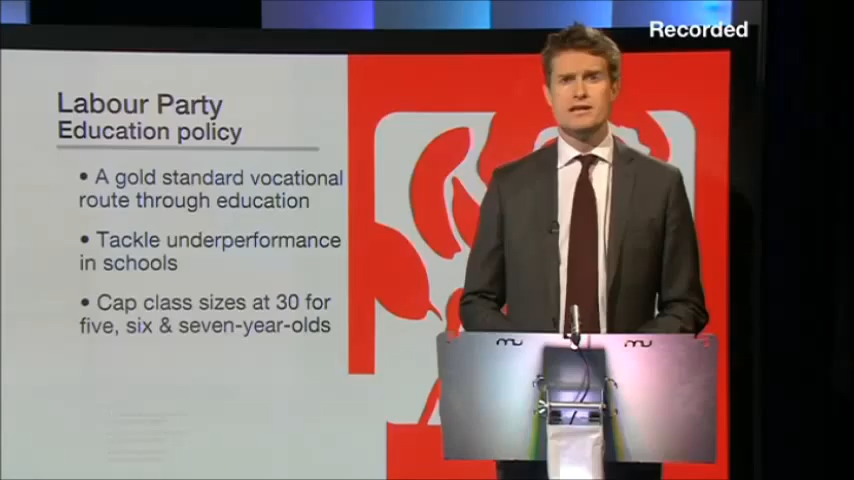 Recorded
Labour Party
Education policy
• A gold standard vocational
route through education
• Tackle underperformance
in schools
• Cap class sizes at 30 for
five, six & seven-year-olds